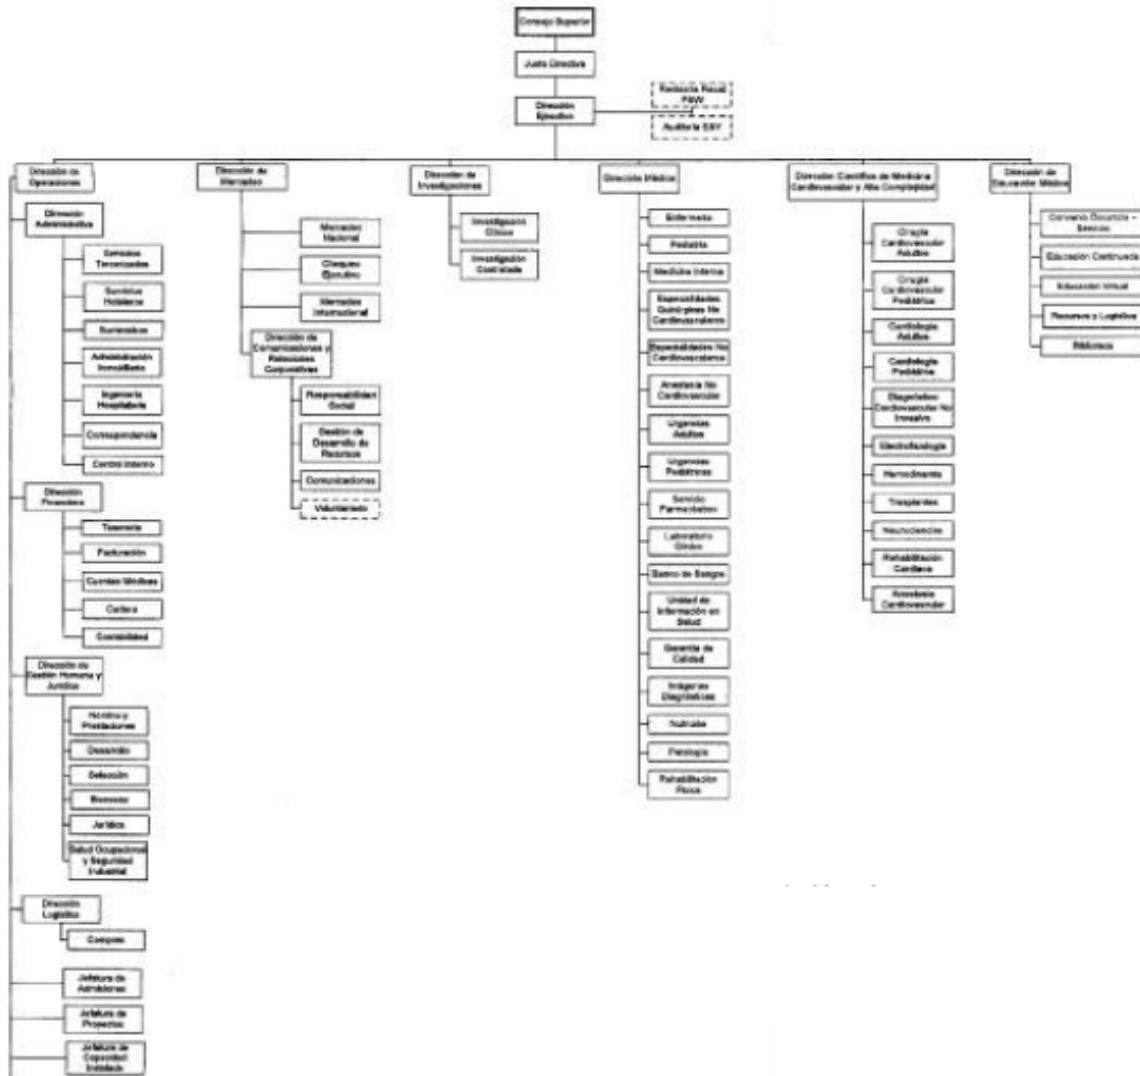 Consejo Superior
Junta Directiva
Dirección
Ejecutiva
Revisoría Fiscal
Auditoría E&Y
Dirección de
Operaciones
Dirección
Administrativa
Servicios
Tercerizados
Servicios
Hoteleros
Suministros
Administración
Inmobiliaria
Ingeniería
Hospitalaria
Correspondencia
Control Interno
Dirección
Financiera
Tesorería
Facturación
Cuentas Médicas
Cartera
Contabilidad
Dirección de
Gestión Humana y
Jurídica
Nómina y
Prestaciones
Desarrollo
Selección
Bienestar
Jurídica
Salud Ocupacional
y Seguridad
Industrial
Dirección
Logística
Compras
Jefatura de
Admisiones
Jefatura de
Proyectos
Jefatura de
Capacidad
Instalada
Dirección de
Mercadeo
Mercadeo
Nacional
Chequeo
Ejecutivo
Mercadeo
Internacional
Dirección de
Comunicaciones y
Relaciones
Corporativas
Responsabilidad
Social
Gestión de
Desarrollo de
Recursos
Comunicaciones
Voluntariado
Dirección de
Investigaciones
Investigación
Clínica
Investigación
Contratada
Dirección Médica
Enfermería
Pediatría
Medicina Interna
Especialidades
Quirúrgicas No
Cardiovasculares
Especialidades No
Cardiovasculares
Anestesia No
Cardiovascular
Urgencias
Adultos
Urgencias
Pediátricas
Servicio
Farmacéutico
Laboratorio
Clínico
Banco de Sangre
Unidad de
Información en
Salud
Garantía de
Calidad
Imágenes
Diagnósticas
Nutrición
Patología
Rehabilitación
Física
Dirección Científica de Medicina
Cardiovascular y Alta Complejidad
Cirugía
Cardiovascular
Adultos
Cirugía
Cardiovascular
Pediátrica
Cardiología
Adultos
Cardiología
Pediátrica
Diagnóstico
Cardiovascular No
Invasivo
Electrofisiología
Hemodinamia
Trasplantes
Neurociencias
Rehabilitación
Cardíaca
Anestesia
Cardiovascular
Dirección de
Educación Médica
Convenio Docencia -
Servicio
Educación Continuada
Educación Virtual
Recursos y Logística
Biblioteca